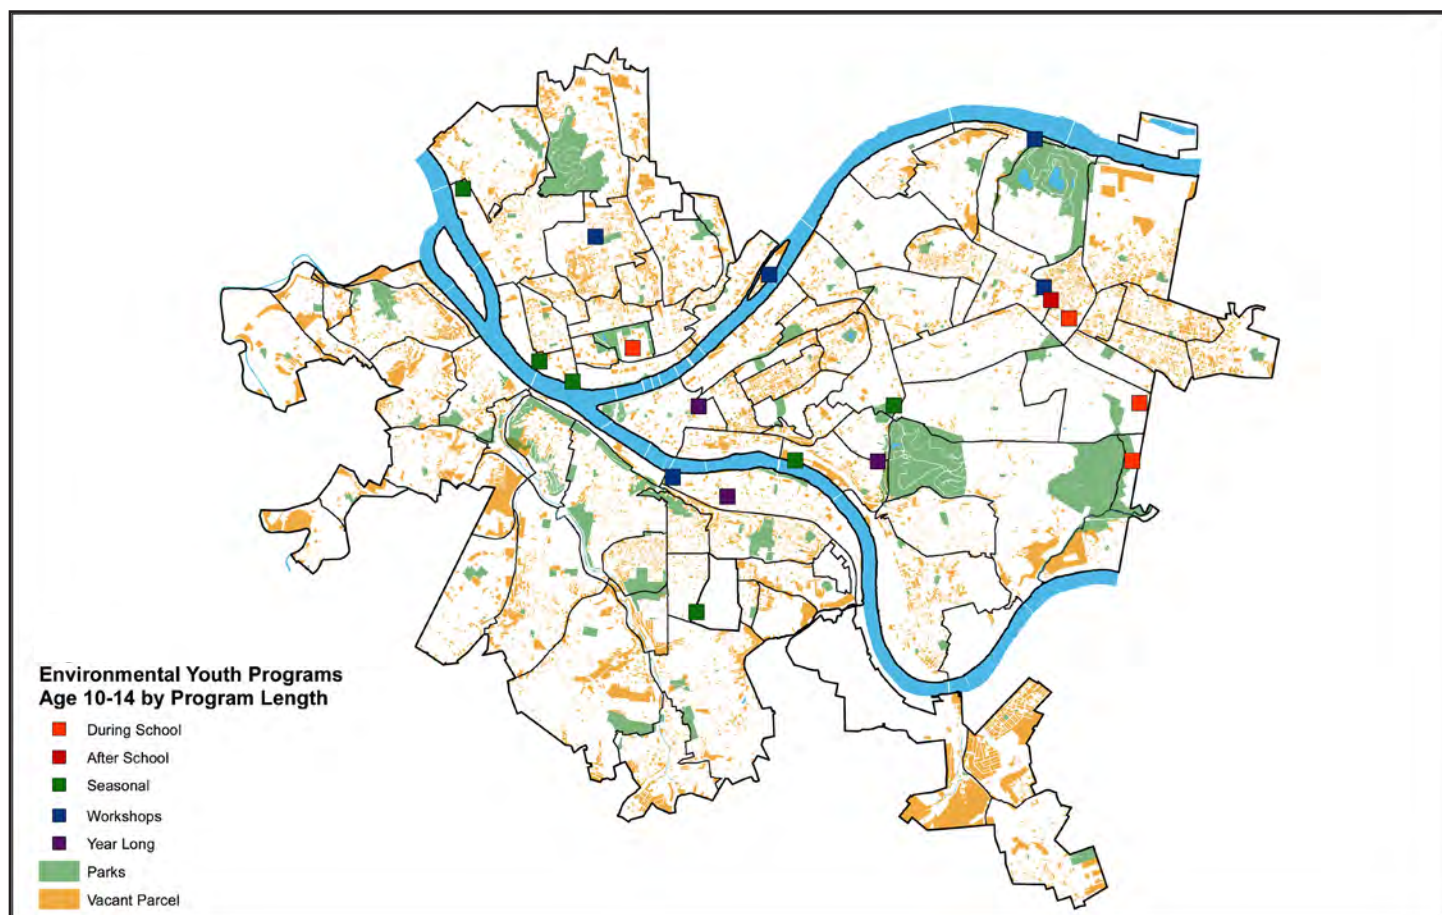 Environmental Youth Programs
Age 10-14 by Program Length
During School
After School
Seasonal
Workshops
Year Long
Parks
Vacant Parcel